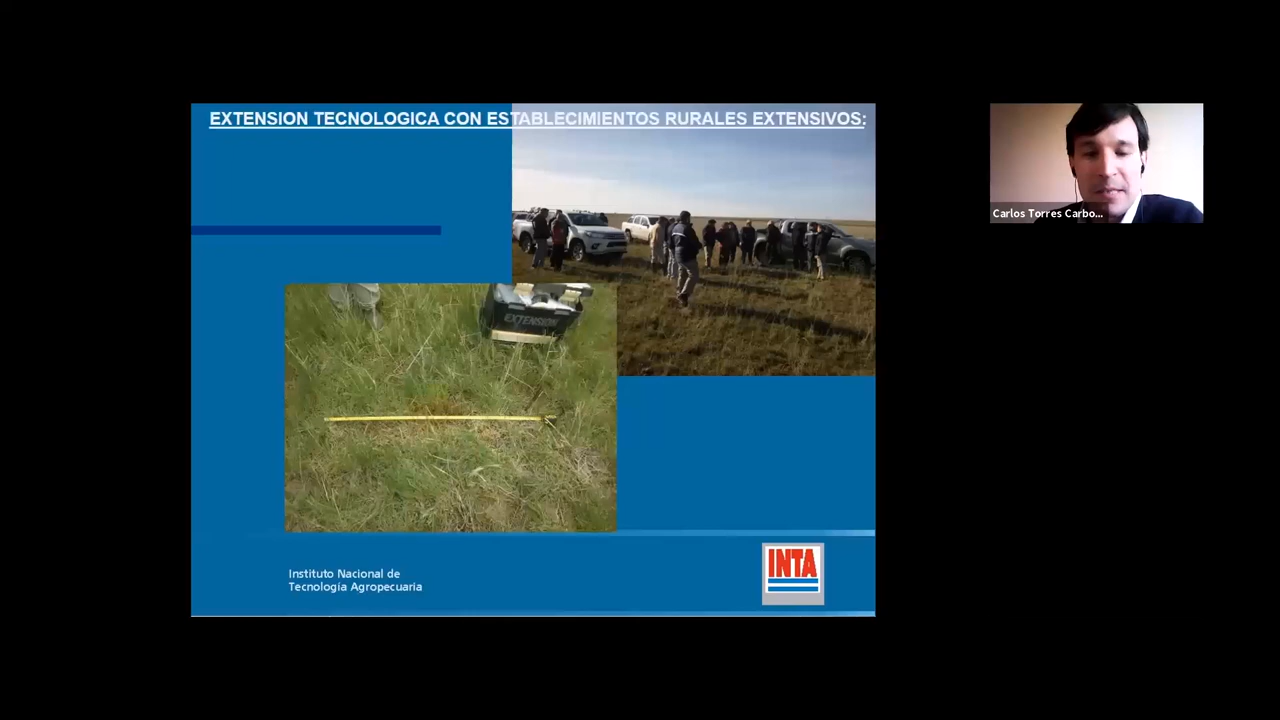 EXTENSION TECNOLOGICA CON ESTABLECIMIENTOS RURALES EXTENSIVOS:
Carlos Torres Carbo...
EXTENSION
Instituto Nacional de
Tecnología Agropecuaria
INTA